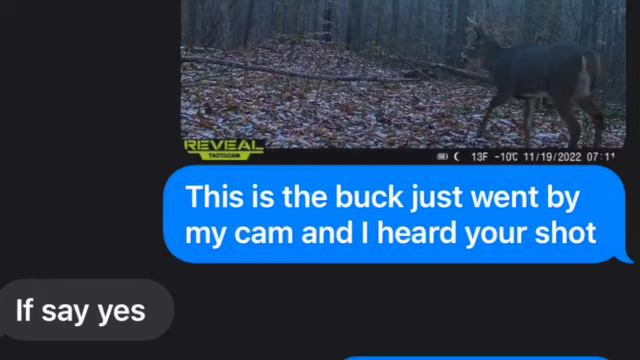 REVEAL
TACTACAM
13F -10C 11/19/2022 07:11
This is the buck just went by
my cam and I heard your shot
If say yes